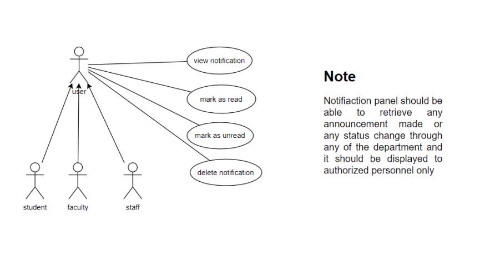 view notification
user
mark as read
mark as unread
delete notification
student
faculty
staff
Note
Notifiaction panel should be
able to retrieve any
announcement made or
any status change through
any of the department and
it should be displayed to
authorized personnel only